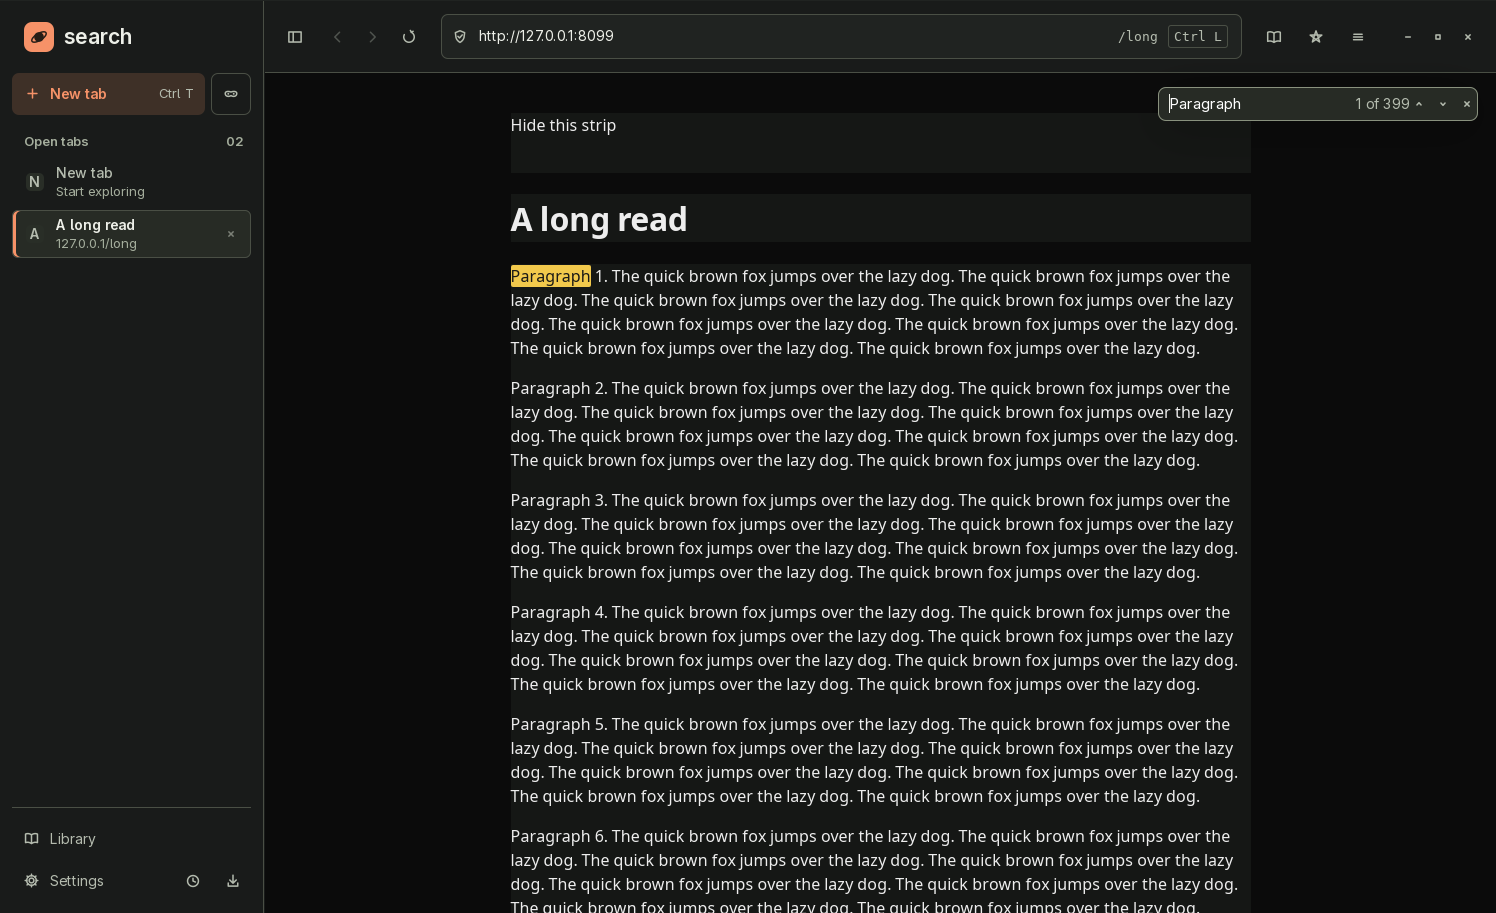 search
New tab Ctrl T
Open tabs 02
N New tab
Start exploring
A A long read
127.0.0.1/long
Library
Settings
http://127.0.0.1:8099 /long Ctrl L
Paragraph 1 of 399
Hide this strip
A long read
Paragraph 1. The quick brown fox jumps over the lazy dog. The quick brown fox jumps over the
lazy dog. The quick brown fox jumps over the lazy dog. The quick brown fox jumps over the lazy
dog. The quick brown fox jumps over the lazy dog. The quick brown fox jumps over the lazy dog.
The quick brown fox jumps over the lazy dog. The quick brown fox jumps over the lazy dog.
Paragraph 2. The quick brown fox jumps over the lazy dog. The quick brown fox jumps over the
lazy dog. The quick brown fox jumps over the lazy dog. The quick brown fox jumps over the lazy
dog. The quick brown fox jumps over the lazy dog. The quick brown fox jumps over the lazy dog.
The quick brown fox jumps over the lazy dog. The quick brown fox jumps over the lazy dog.
Paragraph 3. The quick brown fox jumps over the lazy dog. The quick brown fox jumps over the
lazy dog. The quick brown fox jumps over the lazy dog. The quick brown fox jumps over the lazy
dog. The quick brown fox jumps over the lazy dog. The quick brown fox jumps over the lazy dog.
The quick brown fox jumps over the lazy dog. The quick brown fox jumps over the lazy dog.
Paragraph 4. The quick brown fox jumps over the lazy dog. The quick brown fox jumps over the
lazy dog. The quick brown fox jumps over the lazy dog. The quick brown fox jumps over the lazy
dog. The quick brown fox jumps over the lazy dog. The quick brown fox jumps over the lazy dog.
The quick brown fox jumps over the lazy dog. The quick brown fox jumps over the lazy dog.
Paragraph 5. The quick brown fox jumps over the lazy dog. The quick brown fox jumps over the
lazy dog. The quick brown fox jumps over the lazy dog. The quick brown fox jumps over the lazy
dog. The quick brown fox jumps over the lazy dog. The quick brown fox jumps over the lazy dog.
The quick brown fox jumps over the lazy dog. The quick brown fox jumps over the lazy dog.
Paragraph 6. The quick brown fox jumps over the lazy dog. The quick brown fox jumps over the
lazy dog. The quick brown fox jumps over the lazy dog. The quick brown fox jumps over the lazy
dog. The quick brown fox jumps over the lazy dog. The quick brown fox jumps over the lazy dog.
The quick brown fox jumps over the lazy dog. The quick brown fox jumps over the lazy dog.